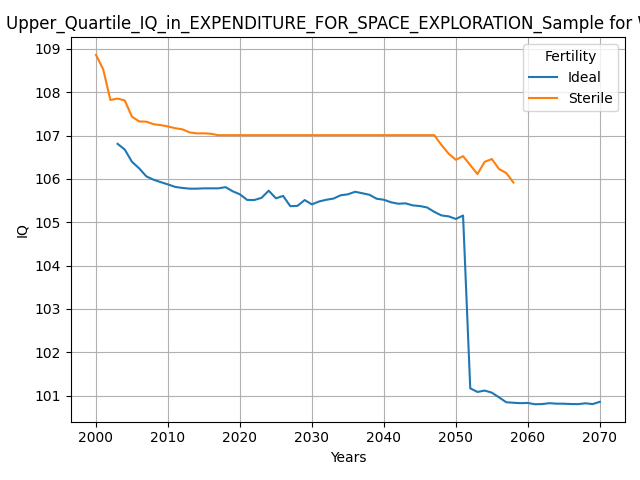 Upper_Quartile_IQ_in_EXPENDITURE_FOR_SPACE_EXPLORATION_Sample for
Fertility
Ideal
Sterile
IQ
109
108
107
106
105
104
103
102
101
2000 2010 2020 2030 2040 2050 2060 2070
Years